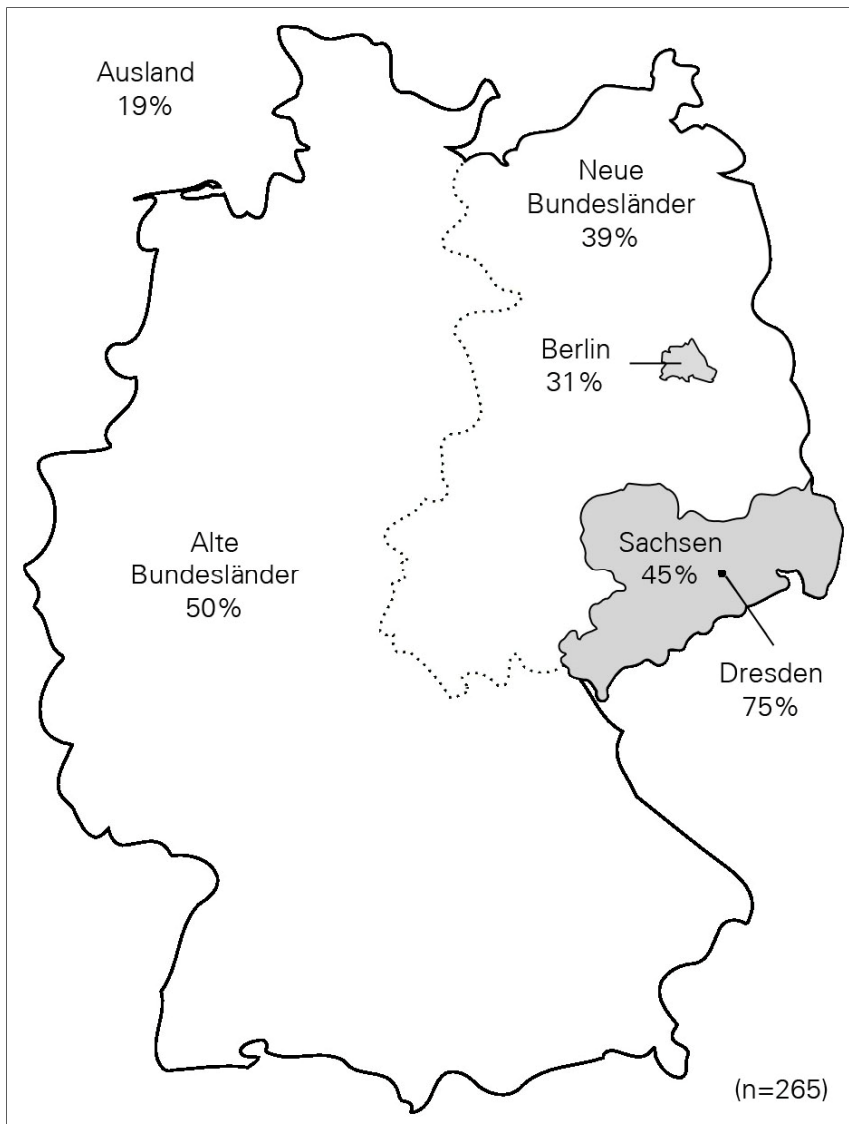 Ausland
19%
Neue
Bundesländer
39%
Berlin
31%
Alte
Bundesländer
50%
Sachsen
45%
Dresden
75%
(n=265)